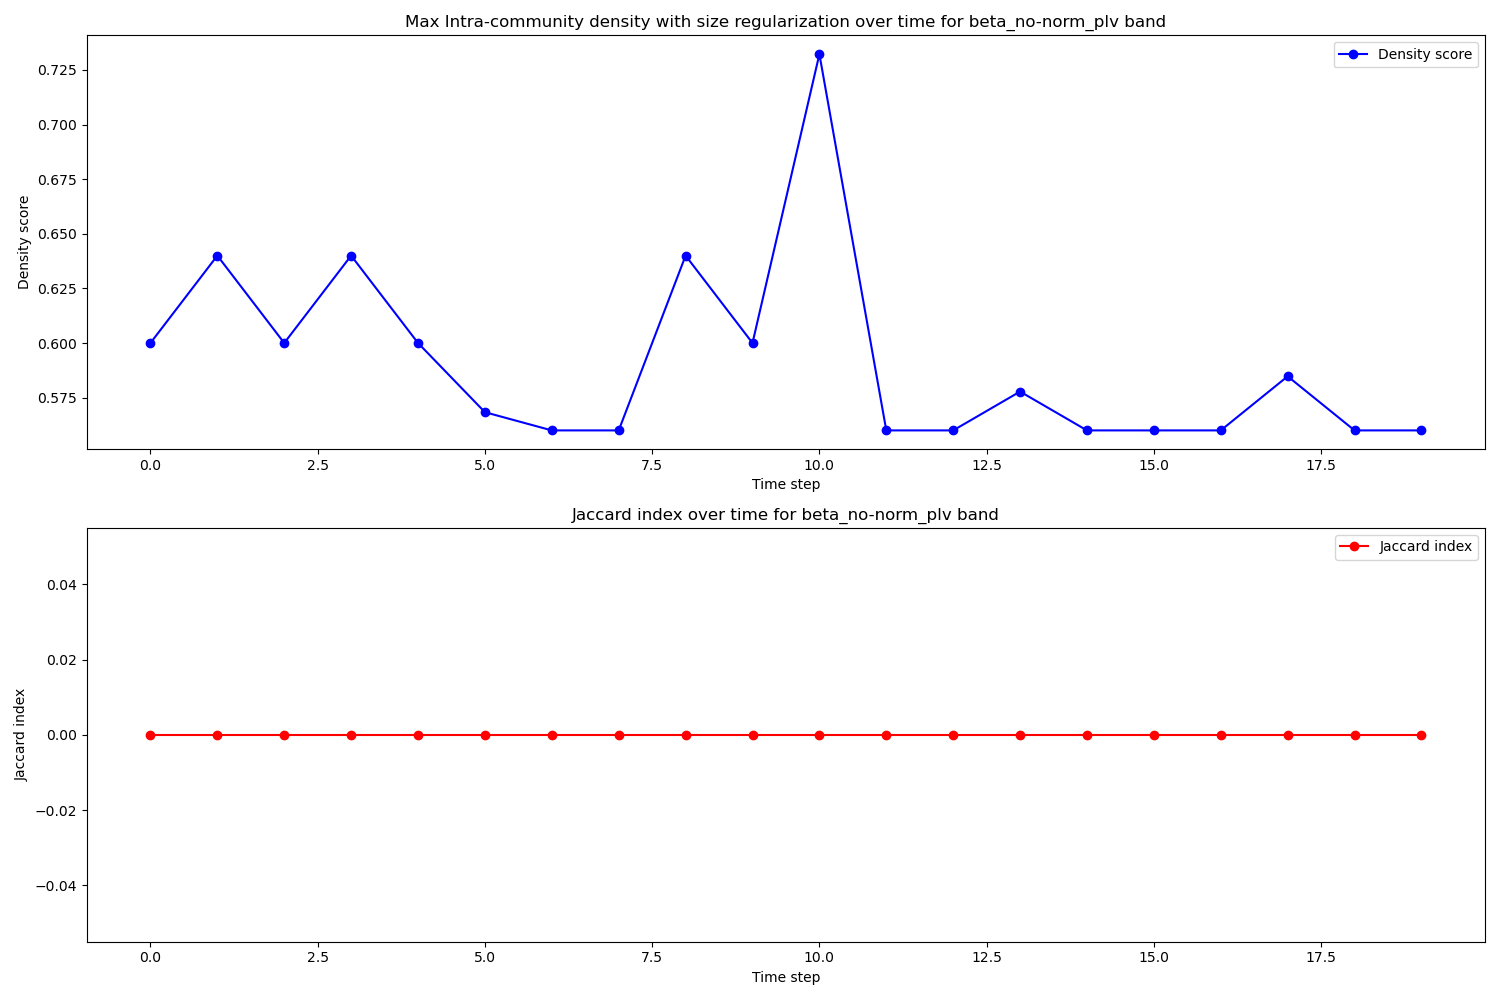 Max Intra-community density with size regularization over time for beta_no-norm_plv band
Density score
0.725
0.700
0.675
0.650
0.625
0.600
0.575
Density score
0.0 2.5 5.0 7.5 10.0 12.5 15.0 17.5
Time step
Jaccard index over time for beta_no-norm_plv band
Jaccard index
0.04
0.02
0.00
−0.02
−0.04
Jaccard index
0.0 2.5 5.0 7.5 10.0 12.5 15.0 17.5
Time step